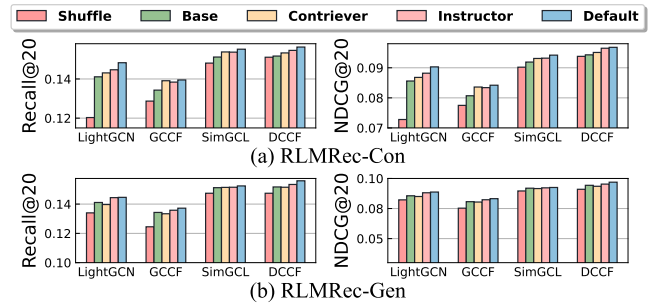 Shuffle Base Contriever Instructor Default
Recall@20
0.14
0.12
LightGCN GCCF SimGCL DCCF
NDCG@20
0.09
0.08
0.07
LightGCN GCCF SimGCL DCCF
(a) RLMRec-Con
Recall@20
0.14
0.12
0.10
LightGCN GCCF SimGCL DCCF
NDCG@20
0.10
0.08
0.05
LightGCN GCCF SimGCL DCCF
(b) RLMRec-Gen